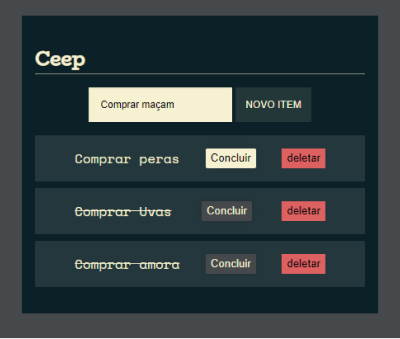 Ceep
Comprar maçam NOVO ITEM
Comprar peras Concluir deletar
Comprar Uvas Concluir deletar
Comprar amora Concluir deletar